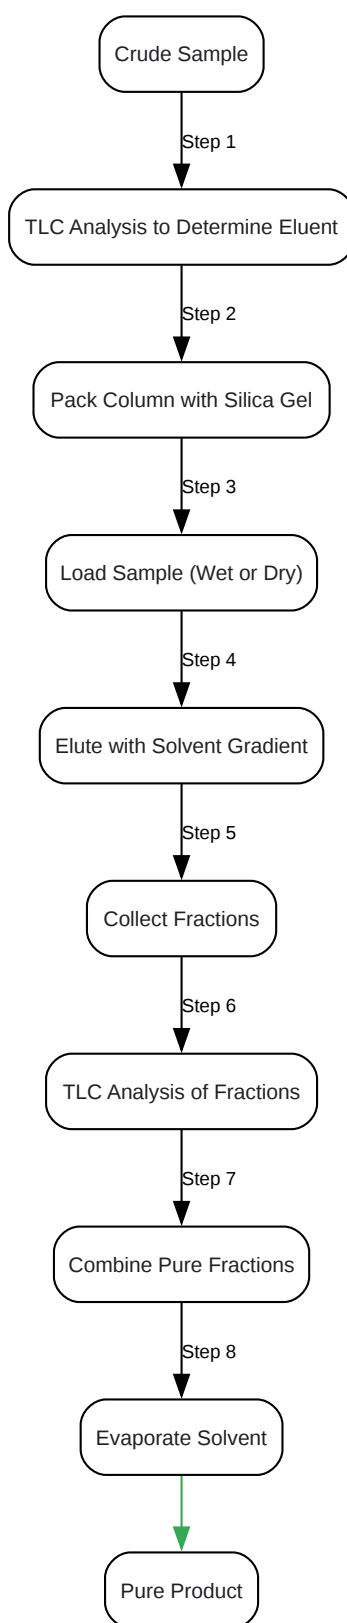 Crude Sample
Step 1
TLC Analysis to Determine Eluent
Step 2
Pack Column with Silica Gel
Step 3
Load Sample (Wet or Dry)
Step 4
Elute with Solvent Gradient
Step 5
Collect Fractions
Step 6
TLC Analysis of Fractions
Step 7
Combine Pure Fractions
Step 8
Evaporate Solvent
Pure Product